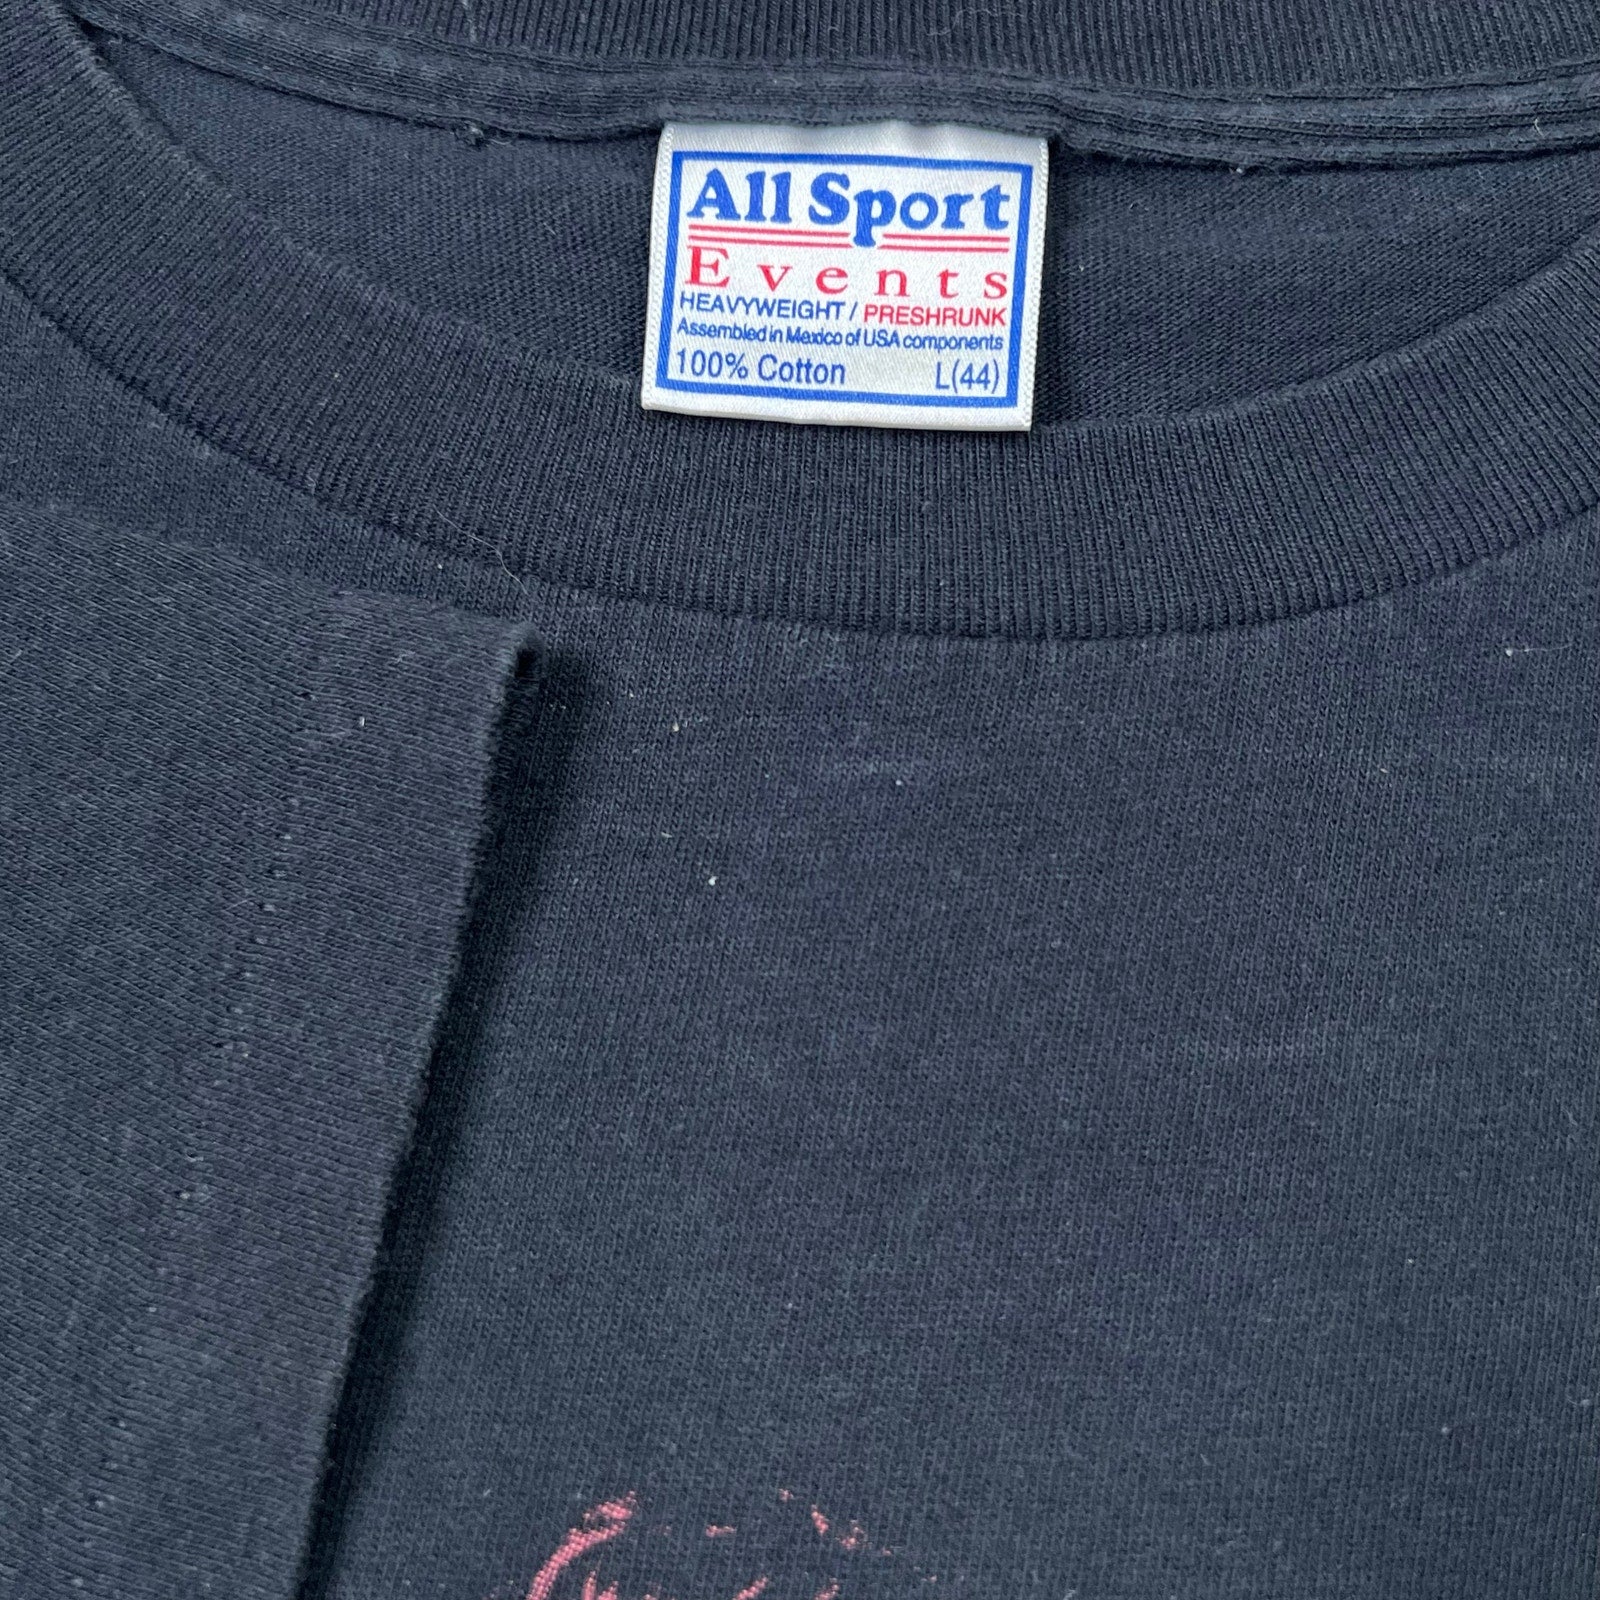 All Sport
Events
HEAVYWEIGHT / PRESHRUNK
Assembled in Mexico of USA components
100% Cotton L(44)